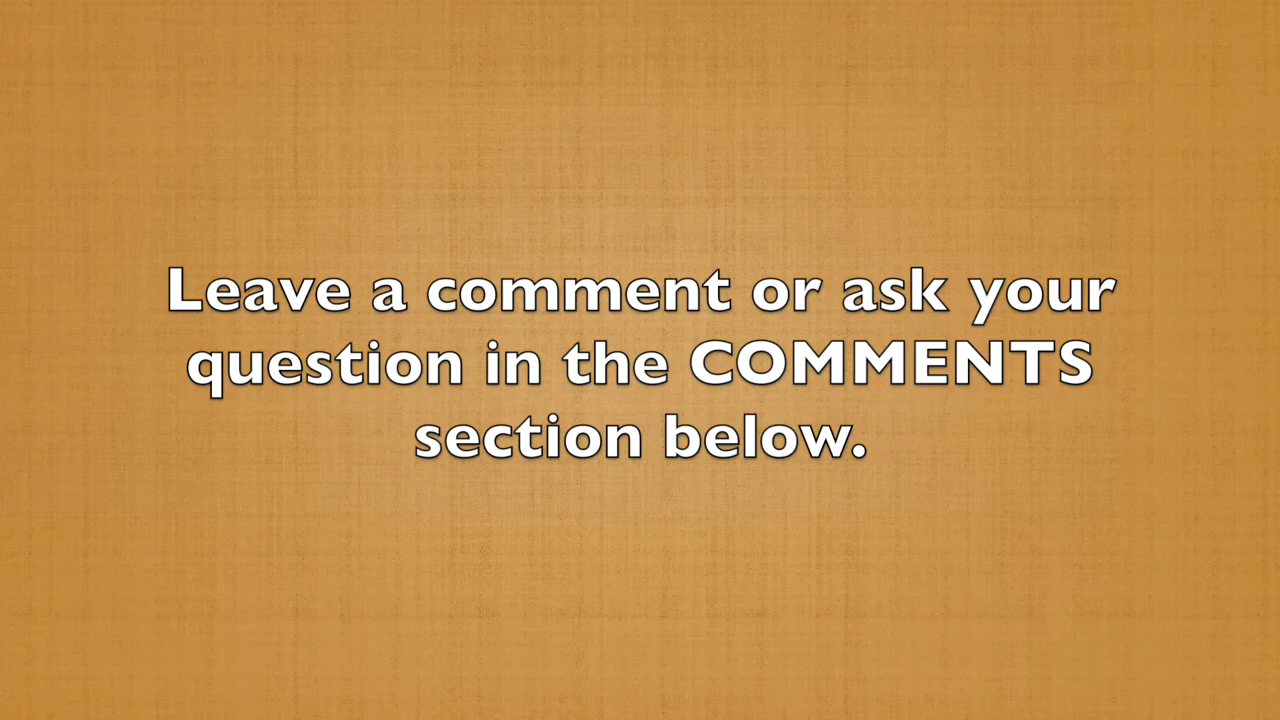 Leave a comment or ask your
question in the COMMENTS
section below.